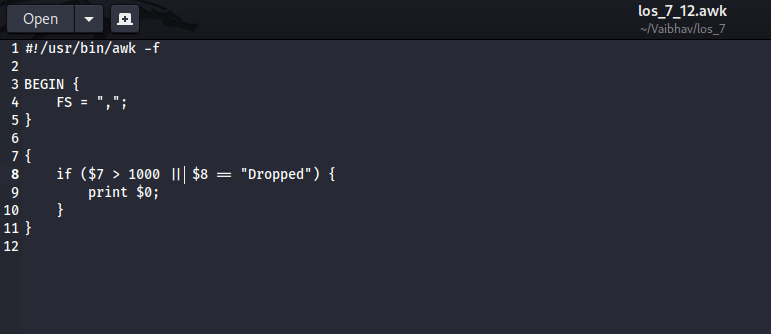 Open
los_7_12.awk
~/Vaibhav/los_7
1 #!/usr/bin/awk -f
2
3 BEGIN {
4     FS = ",";
5 }
6
7 {
8     if ($7 > 1000 || $8 == "Dropped") {
9         print $0;
10     }
11 }
12